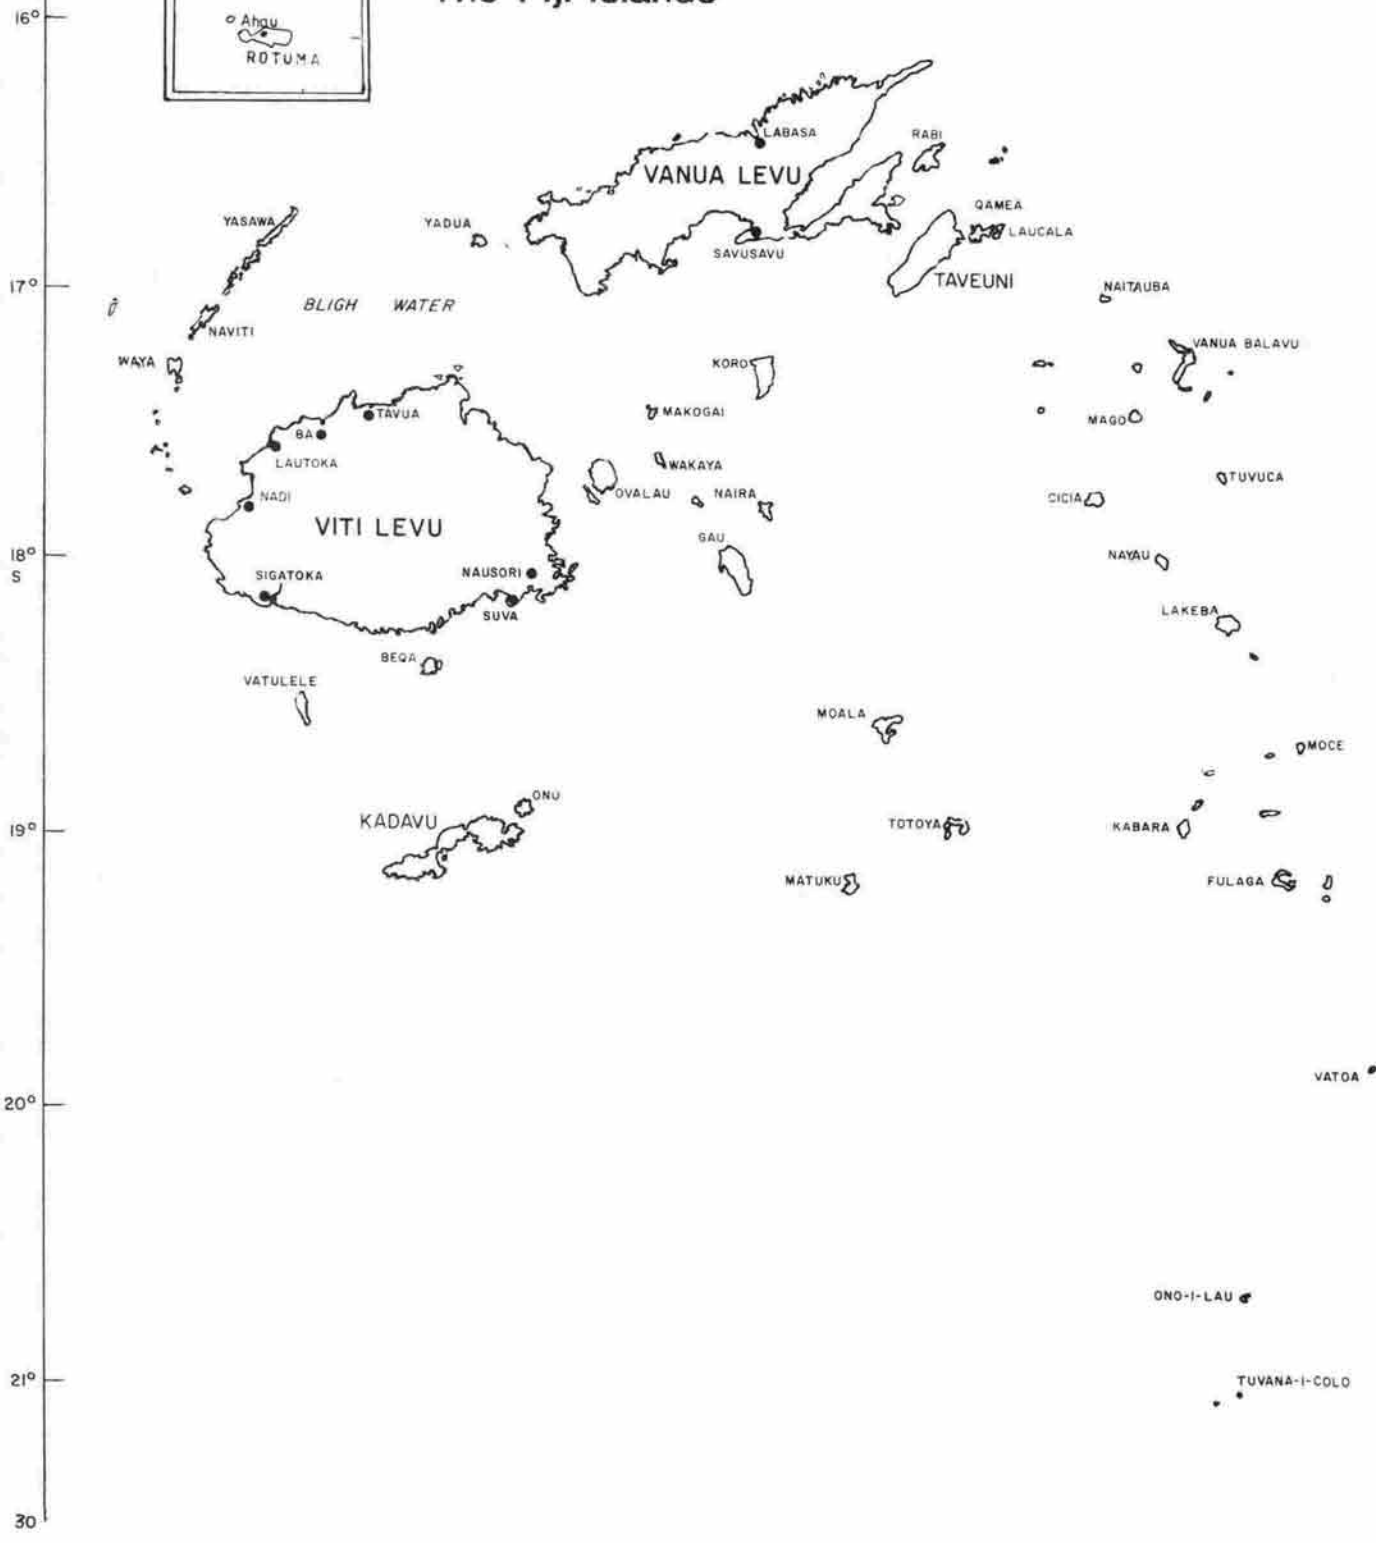 The Fiji Islands
16°
Ahau
ROTUMA
LABASA
RABI
VANUA LEVU
QAMEA
YASAWA
YADUA
LAUCALA
SAVUSAVU
TAVEUNI
17°
NAITAUBA
BLIGH WATER
NAVITI
VANUA BALAVU
WAYA
KORO
TAVUA
MAKOGAI
MAGO
BA
LAUTOKA
WAKAYA
TUVUCA
NADI
OVALAU
NAIRA
CICIA
VITI LEVU
GAU
18°
S
NAYAU
SIGATOKA
NAUSORI
LAKEBA
SUVA
BEQA
VATULELE
MOALA
MOCE
ONO
KADAVU
19°
TOTOYA
KABARA
MATUKU
FULAGA
VATOA
20°
ONO-I-LAU
21°
TUVANA-I-COLO
30